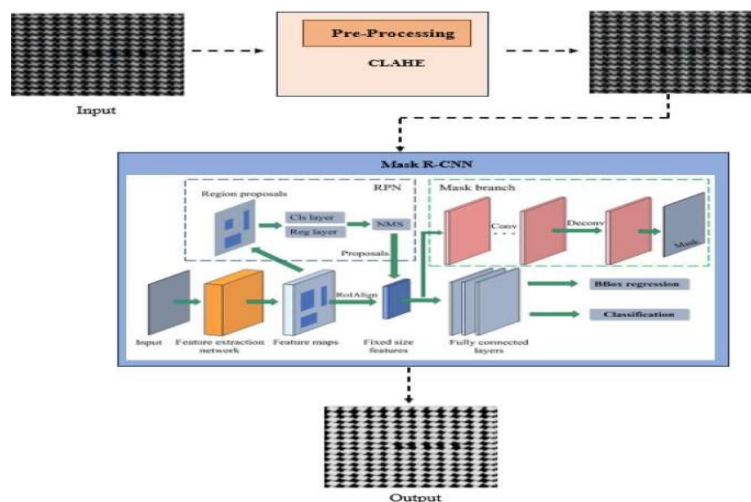 Pre-Processing
CLAHE
Input
Mask R-CNN
Region proposals
RPN
Mask branch
Cls layer
Reg layer
NMS
Conv
Deconv
Mask
Proposals
RoIAlign
BBox regression
Classification
Input
Feature extraction
network
Feature maps
Fixed size
features
Fully connected
layers
Output